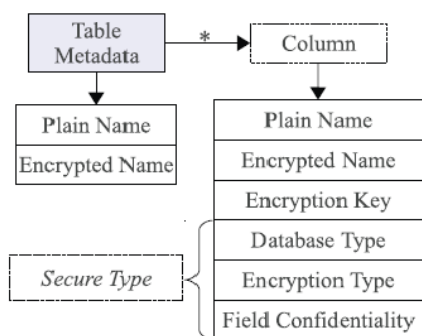 Table
Metadata
*
Column
Plain Name
Encrypted Name
Plain Name
Encrypted Name
Encryption Key
Database Type
Encryption Type
Field Confidentiality
Secure Type